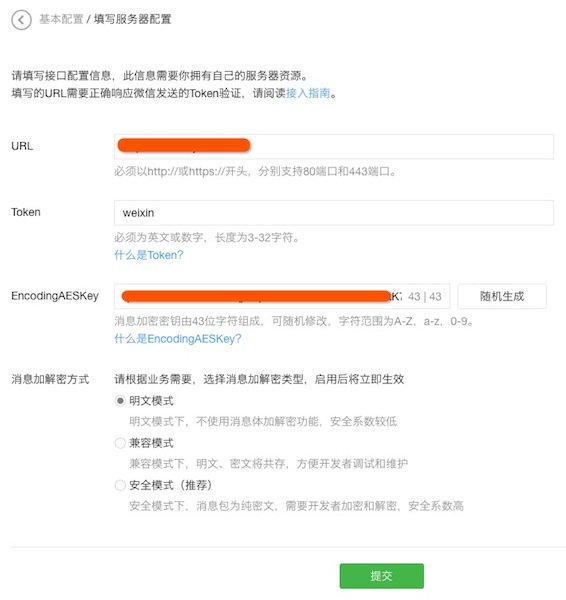 基本配置 / 填写服务器配置
请填写接口配置信息，此信息需要你拥有自己的服务器资源。
填写的URL需要正确响应微信发送的Token验证，请阅读接入指南。
URL
必须以http://或https://开头，分别支持80端口和443端口。
Token weixin
必须为英文或数字，长度为3-32字符。
什么是Token?
EncodingAESKey 43 | 43 随机生成
消息加密密钥由43位字符组成，可随机修改，字符范围为A-Z，a-z，0-9。
什么是EncodingAESKey?
消息加解密方式 请根据业务需要，选择消息加解密类型，启用后将立即生效
明文模式
明文模式下，不使用消息体加解密功能，安全系数较低
兼容模式
兼容模式下，明文、密文将共存，方便开发者调试和维护
安全模式（推荐）
安全模式下，消息包为纯密文，需要开发者加密和解密，安全系数高
提交